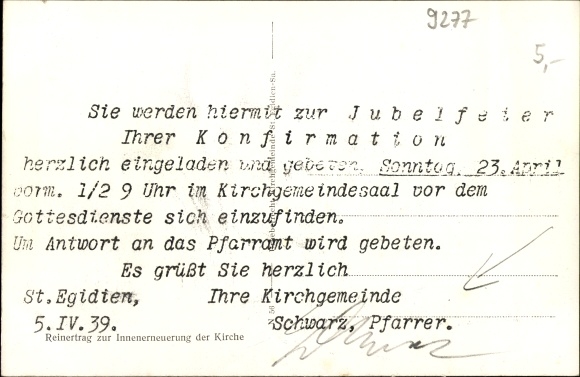 9277
5,-
Sie werden hiermit zur Jubelfeier
Ihrer Konfirmation
herzlich eingeladen und gebeten, Sonntag, 23.April
vorm. 1/2 9 Uhr im Kirchgemeindesaal vor dem
Gottesdienste sich einzufinden.
Um Antwort an das Pfarramt wird gebeten.
Es grüßt Sie herzlich
St.Egidien, Ihre Kirchgemeinde
5.IV.39. Schwarz, Pfarrer.
Reinertrag zur Innenerneuerung der Kirche